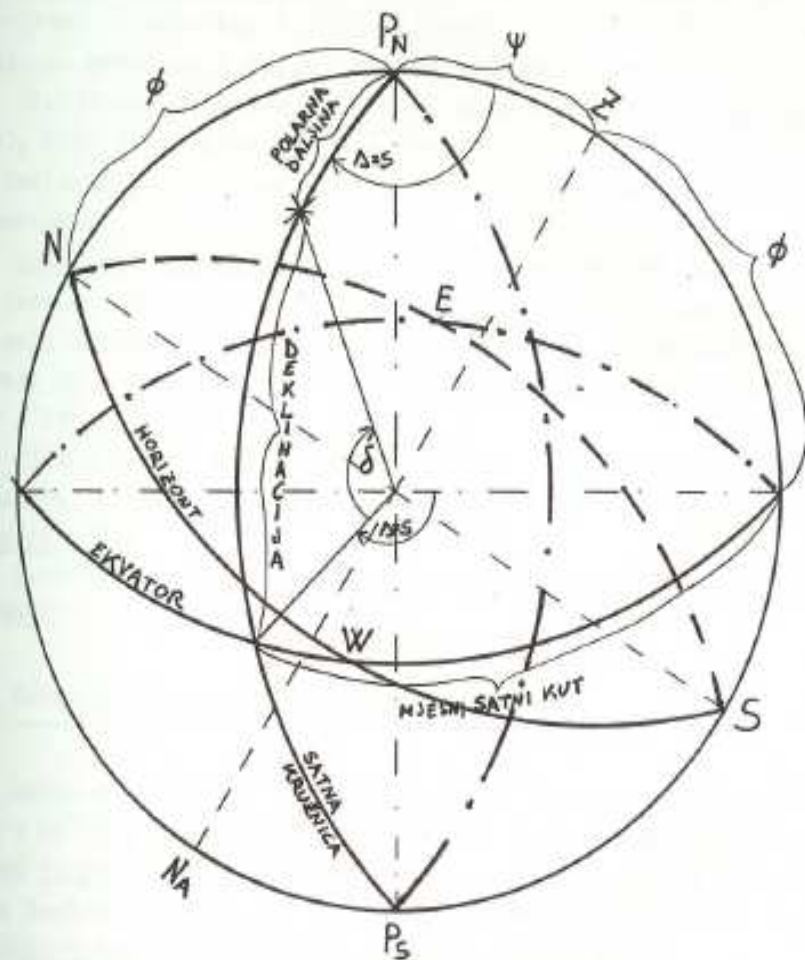 P_N
φ
ψ
Z
POLARNA
DALJINA
Δ=S
φ
N
E
DEKLINACIJA
δ
HORIZONT
Δ=S
EKVATOR
W
MJESNI SATNI KUT
S
SATNA
KRUŽNICA
N_A
P_S